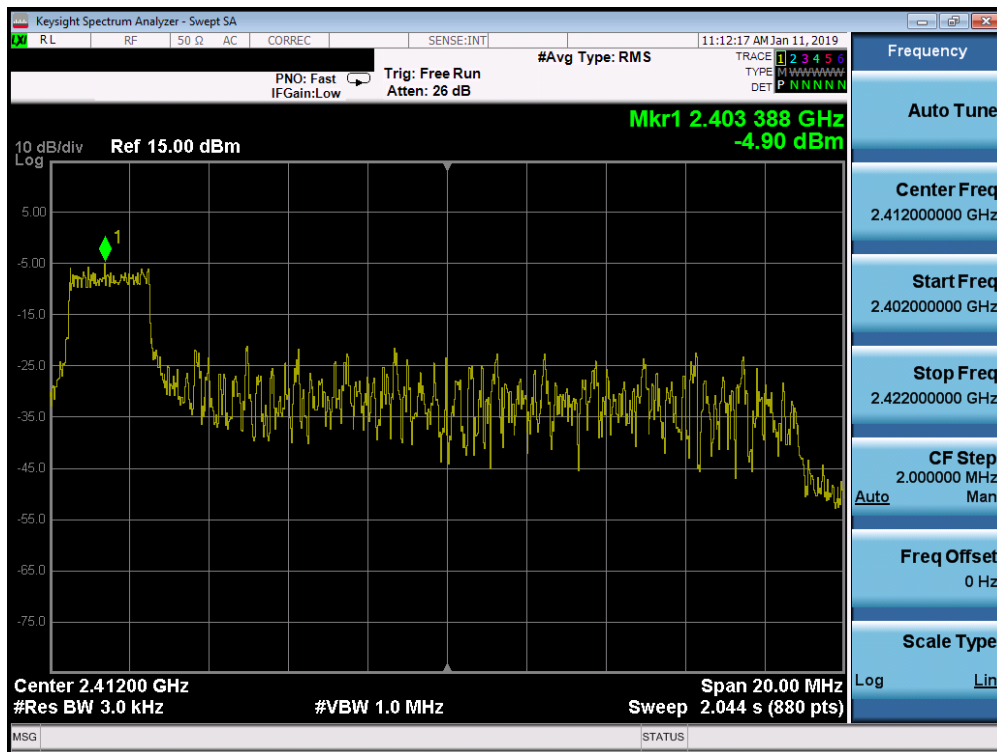 Keysight Spectrum Analyzer - Swept SA
LXI RL RF 50 Ω AC CORREC SENSE:INT 11:12:17 AM Jan 11, 2019
#Avg Type: RMS
TRACE 1 2 3 4 5 6
TYPE M WWWWW
DET P N N N N N
PNO: Fast
IFGain:Low
Trig: Free Run
Atten: 26 dB
Mkr1 2.403 388 GHz
-4.90 dBm
10 dB/div
Log
Ref 15.00 dBm
1
5.00
-5.00
-15.0
-25.0
-35.0
-45.0
-55.0
-65.0
-75.0
Center 2.41200 GHz
Span 20.00 MHz
#Res BW 3.0 kHz
#VBW 1.0 MHz
Sweep 2.044 s (880 pts)
MSG
STATUS
Frequency
Auto Tune
Center Freq
2.412000000 GHz
Start Freq
2.402000000 GHz
Stop Freq
2.422000000 GHz
CF Step
2.000000 MHz
Auto Man
Freq Offset
0 Hz
Scale Type
Log Lin